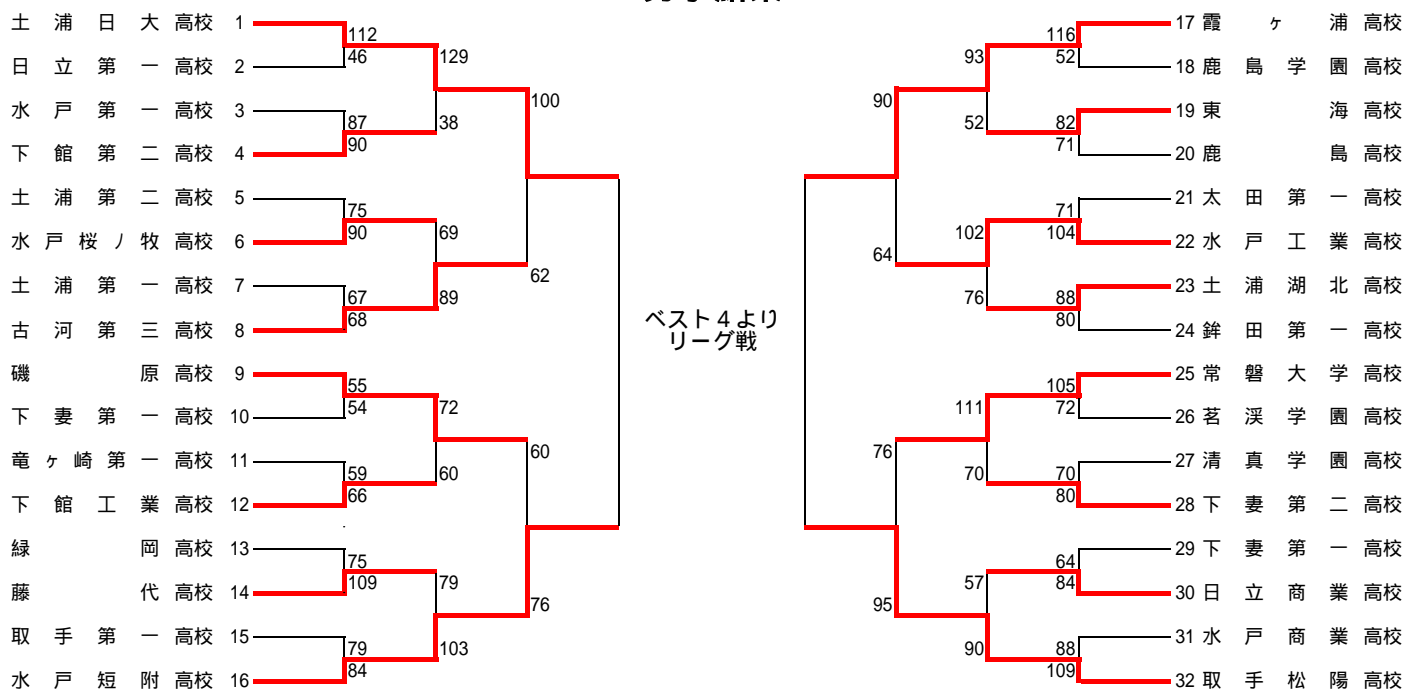 土浦日大高校 1
112
46
日立第一高校 2
129
水戸第一高校 3
87
90
38
下館第二高校 4
100
土浦第二高校 5
75
90
水戸桜ノ牧高校 6
69
土浦第一高校 7
67
68
89
古河第三高校 8
62
磯原高校 9
55
54
下妻第一高校 10
72
竜ヶ崎第一高校 11
59
66
60
下館工業高校 12
60
緑岡高校 13
75
109
藤代高校 14
79
取手第一高校 15
79
84
103
水戸短附高校 16
76
ベスト4より
リーグ戦
17 霞ヶ浦高校
116
52
18 鹿島学園高校
93
19 東海高校
82
71
52
20 鹿島高校
90
21 太田第一高校
71
104
22 水戸工業高校
102
23 土浦湖北高校
88
80
76
24 鉾田第一高校
64
25 常磐大学高校
105
72
26 茗渓学園高校
111
27 清真学園高校
70
80
70
28 下妻第二高校
76
29 下妻第一高校
64
84
30 日立商業高校
57
31 水戸商業高校
88
109
90
32 取手松陽高校
95